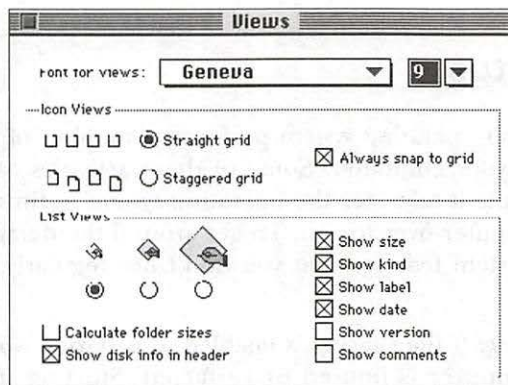 Views
Font for views: Geneva 9
Icon Views
Straight grid
Always snap to grid
Staggered grid
List Views
Show size
Show kind
Show label
Show date
Calculate folder sizes
Show version
Show disk info in header
Show comments